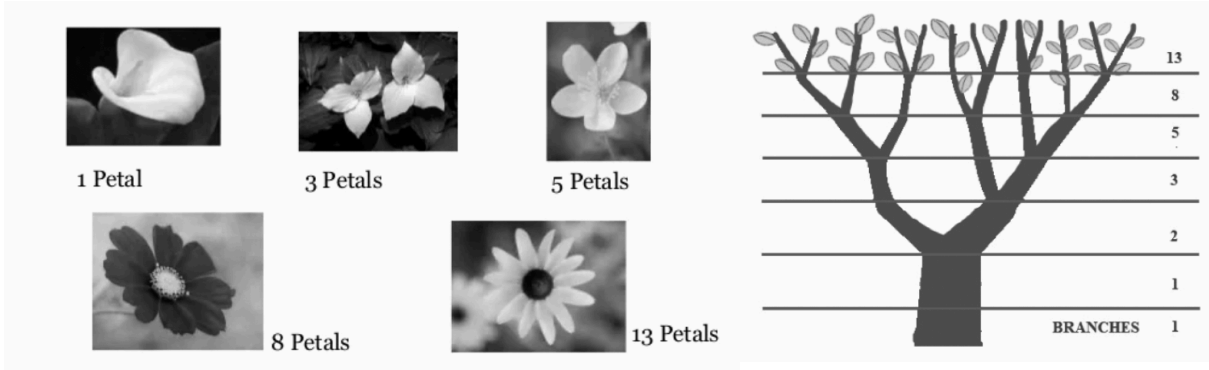 1 Petal
3 Petals
5 Petals
8 Petals
13 Petals
13
8
5
3
2
1
BRANCHES 1